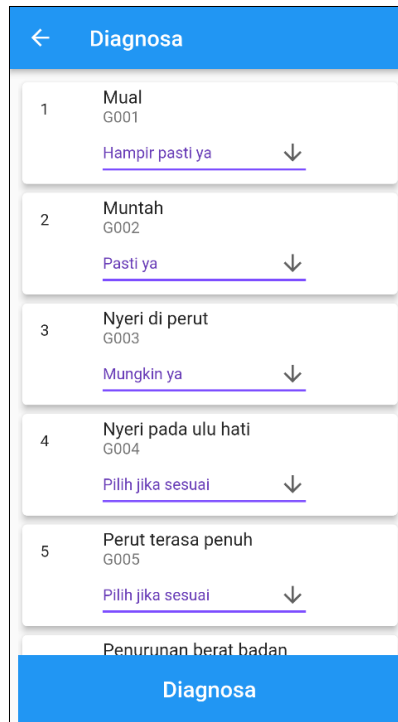 Diagnosa
1
Mual
G001
Hampir pasti ya
2
Muntah
G002
Pasti ya
3
Nyeri di perut
G003
Mungkin ya
4
Nyeri pada ulu hati
G004
Pilih jika sesuai
5
Perut terasa penuh
G005
Pilih jika sesuai
Penurunan berat badan
Diagnosa